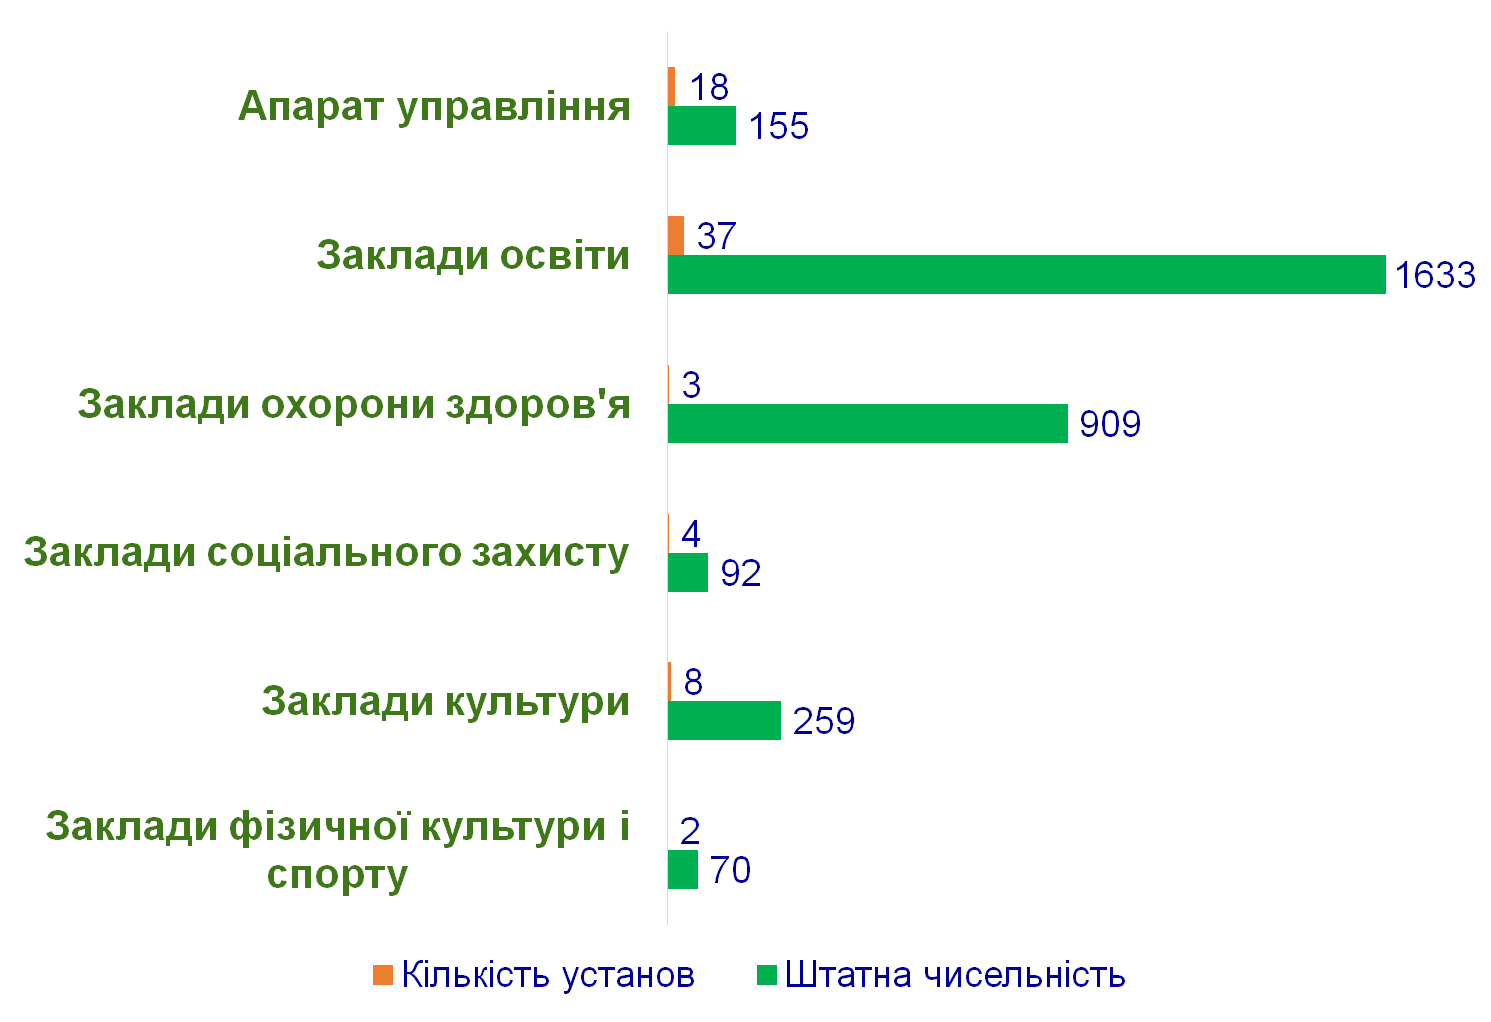 Апарат управління
18
155
Заклади освіти
37
1633
Заклади охорони здоров'я
3
909
Заклади соціального захисту
4
92
Заклади культури
8
259
Заклади фізичної культури і
спорту
2
70
Кількість установ
Штатна чисельність